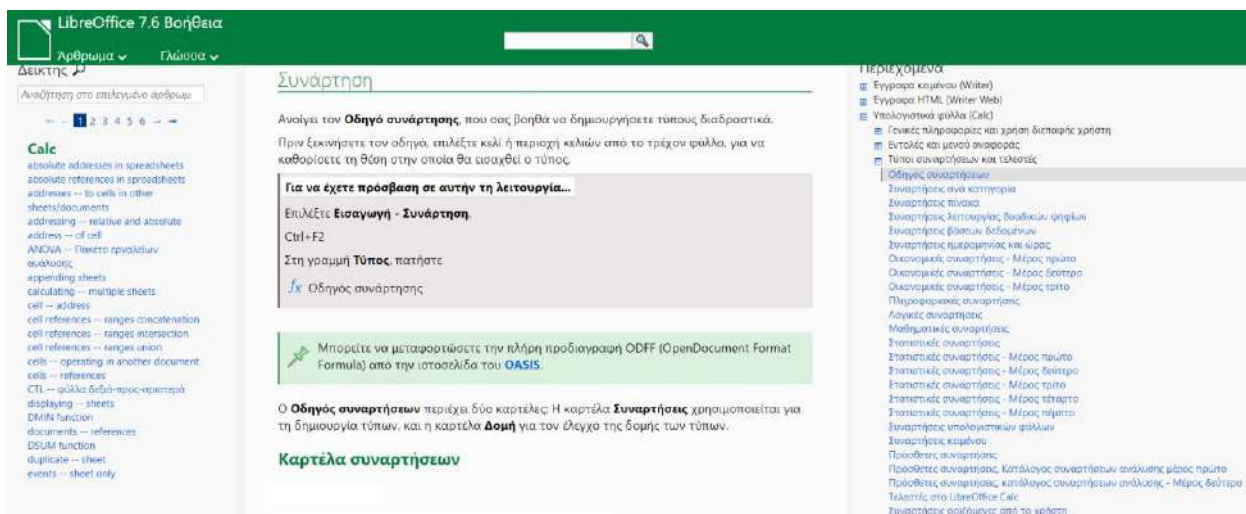 LibreOffice 7.6 Βοήθεια
Άρθρωμα
Γλώσσα
Δείκτης
Αναζήτηση στο επιλεγμένο άρθρωμ
1 2 3 4 5 6
Calc
absolute addresses in spreadsheets
absolute references in spreadsheets
addresses -- to cells in other
sheets/documents
addressing -- relative and absolute
address -- of cell
ANOVA -- Πακέτο εργαλείων
ανάλυσης
appending sheets
calculating -- multiple sheets
cell -- address
cell references -- ranges concatenation
cell references -- ranges intersection
cell references -- ranges union
cells -- operating in another document
cells -- references
CTL -- φύλλα δεξιά-προς-αριστερά
displaying -- sheets
DMIN function
documents -- references
DSUM function
duplicate -- sheet
events -- sheet only
Συνάρτηση
Ανοίγει τον Οδηγό συνάρτησης, που σας βοηθά να δημιουργήσετε τύπους διαδραστικά.
Πριν ξεκινήσετε τον οδηγό, επιλέξτε κελί ή περιοχή κελιών από το τρέχον φύλλο, για να
καθορίσετε τη θέση στην οποία θα εισαχθεί ο τύπος.
Για να έχετε πρόσβαση σε αυτήν τη λειτουργία...
Επιλέξτε Εισαγωγή - Συνάρτηση.
Ctrl+F2
Στη γραμμή Τύπος, πατήστε
fx Οδηγός συνάρτησης
Μπορείτε να μεταφορτώσετε την πλήρη προδιαγραφή ODFF (OpenDocument Format
Formula) από την ιστοσελίδα του OASIS.
Ο Οδηγός συναρτήσεων περιέχει δύο καρτέλες: Η καρτέλα Συναρτήσεις χρησιμοποιείται για
τη δημιουργία τύπων, και η καρτέλα Δομή για τον έλεγχο της δομής των τύπων.
Καρτέλα συναρτήσεων
Περιεχόμενα
Έγγραφα κειμένου (Writer)
Έγγραφα HTML (Writer Web)
Υπολογιστικά φύλλα (Calc)
Γενικές πληροφορίες και χρήση διεπαφής χρήστη
Εντολές και μενού αναφοράς
Τύποι συναρτήσεων και τελεστές
Οδηγός συναρτήσεων
Συναρτήσεις ανά κατηγορία
Συναρτήσεις πίνακα
Συναρτήσεις λειτουργίας δυαδικών ψηφίων
Συναρτήσεις βάσεων δεδομένων
Συναρτήσεις ημερομηνίας και ώρας
Οικονομικές συναρτήσεις - Μέρος πρώτο
Οικονομικές συναρτήσεις - Μέρος δεύτερο
Οικονομικές συναρτήσεις - Μέρος τρίτο
Πληροφοριακές συναρτήσεις
Λογικές συναρτήσεις
Μαθηματικές συναρτήσεις
Στατιστικές συναρτήσεις
Στατιστικές συναρτήσεις - Μέρος πρώτο
Στατιστικές συναρτήσεις - Μέρος δεύτερο
Στατιστικές συναρτήσεις - Μέρος τρίτο
Στατιστικές συναρτήσεις - Μέρος τέταρτο
Στατιστικές συναρτήσεις - Μέρος πέμπτο
Συναρτήσεις υπολογιστικών φύλλων
Συναρτήσεις κειμένου
Πρόσθετες συναρτήσεις
Πρόσθετες συναρτήσεις, Κατάλογος συναρτήσεων ανάλυσης μέρος πρώτο
Πρόσθετες συναρτήσεις, κατάλογος συναρτήσεων ανάλυσης - Μέρος δεύτερο
Τελεστές στο LibreOffice Calc
Συναρτήσεις οριζόμενες από το χρήστη